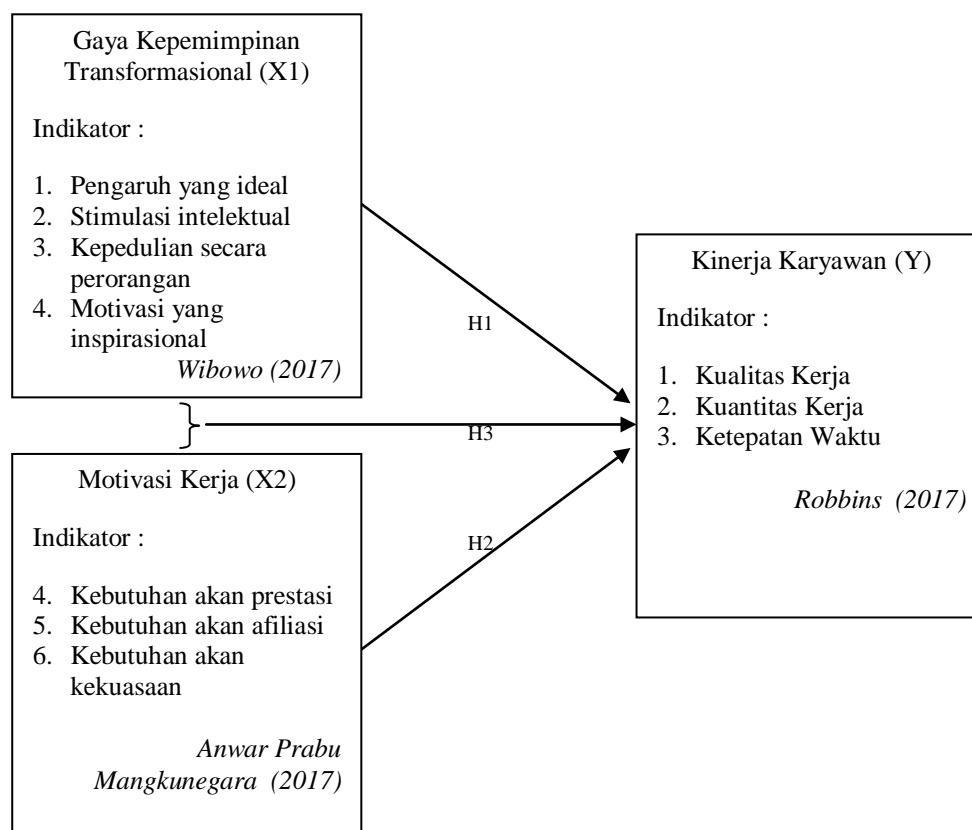 Gaya Kepemimpinan
Transformasional (X1)
Indikator :
1. Pengaruh yang ideal
2. Stimulasi intelektual
3. Kepedulian secara
perorangan
4. Motivasi yang
inspirasional
Wibowo (2017)
H1
Kinerja Karyawan (Y)
Indikator :
1. Kualitas Kerja
2. Kuantitas Kerja
3. Ketepatan Waktu
Robbins (2017)
H3
Motivasi Kerja (X2)
Indikator :
4. Kebutuhan akan prestasi
5. Kebutuhan akan afiliasi
6. Kebutuhan akan
kekuasaan
Anwar Prabu
Mangkunegara (2017)
H2